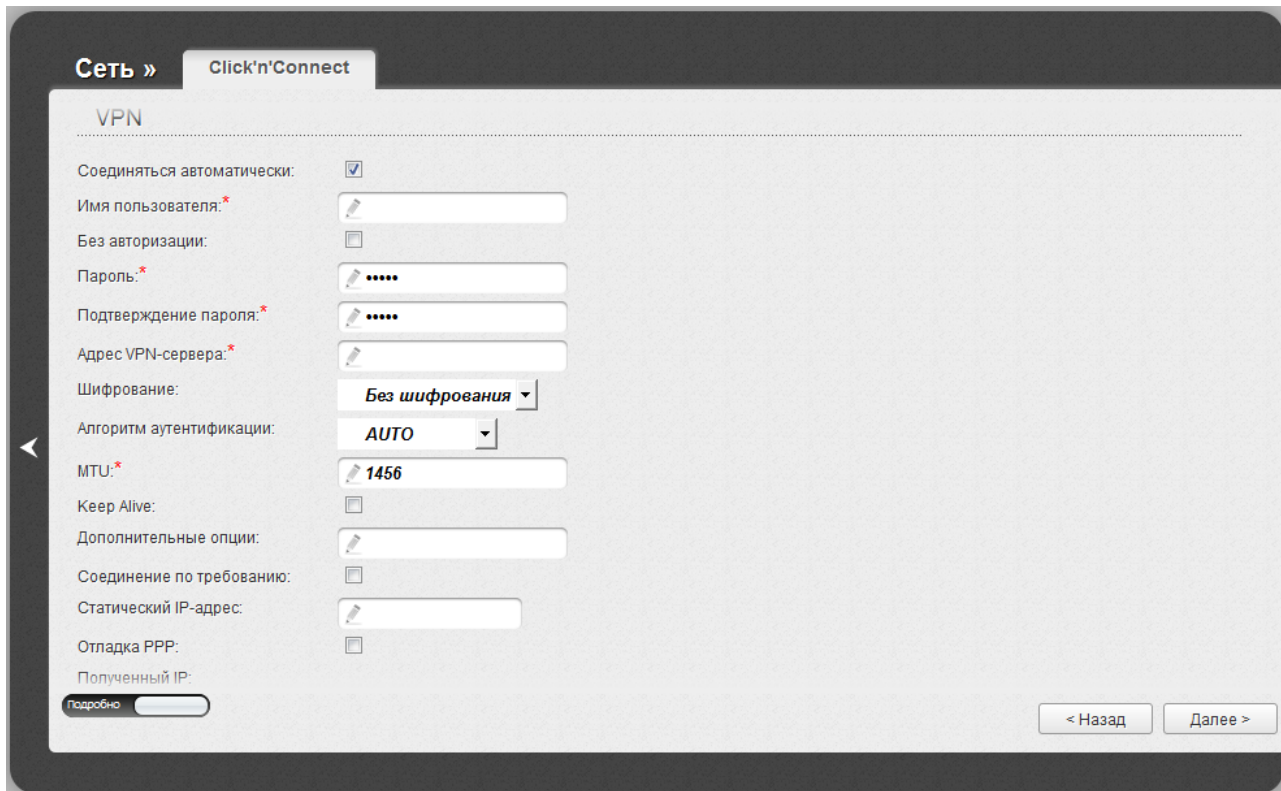 Сеть » Click'n'Connect
VPN
Соединяться автоматически:
Имя пользователя:*
Без авторизации:
Пароль:* •••••
Подтверждение пароля:* •••••
Адрес VPN-сервера:*
Шифрование: Без шифрования
Алгоритм аутентификации: AUTO
MTU:* 1456
Keep Alive:
Дополнительные опции:
Соединение по требованию:
Статический IP-адрес:
Отладка PPP:
Полученный IP:
Подробно
< Назад Далее >